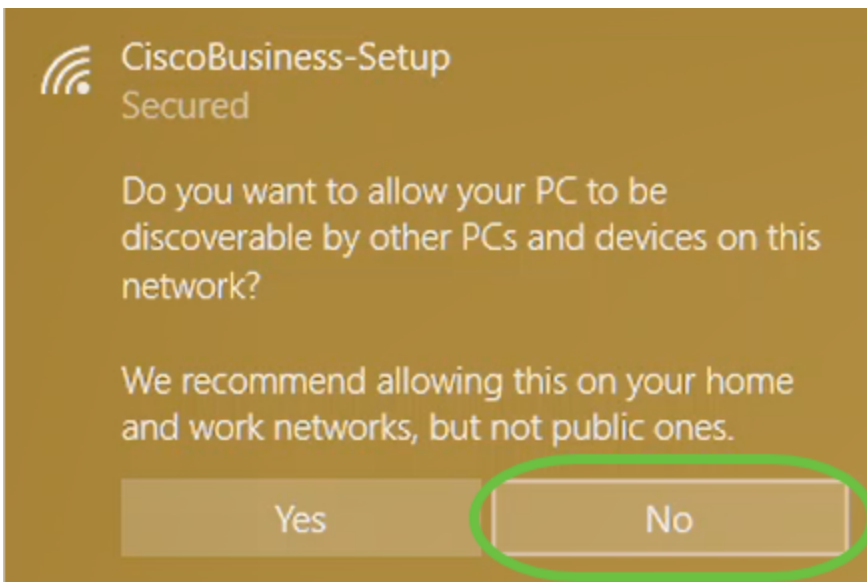 CiscoBusiness-Setup
Secured
Do you want to allow your PC to be
discoverable by other PCs and devices on this
network?
We recommend allowing this on your home
and work networks, but not public ones.
Yes No